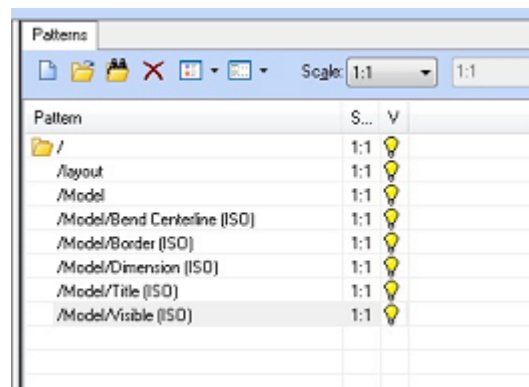 Patterns
Scale: 1:1 1:1
Pattern S... V
/ 1:1
/layout 1:1
/Model 1:1
/Model/Bend Centerline (ISO) 1:1
/Model/Border (ISO) 1:1
/Model/Dimension (ISO) 1:1
/Model/Title (ISO) 1:1
/Model/Visible (ISO) 1:1